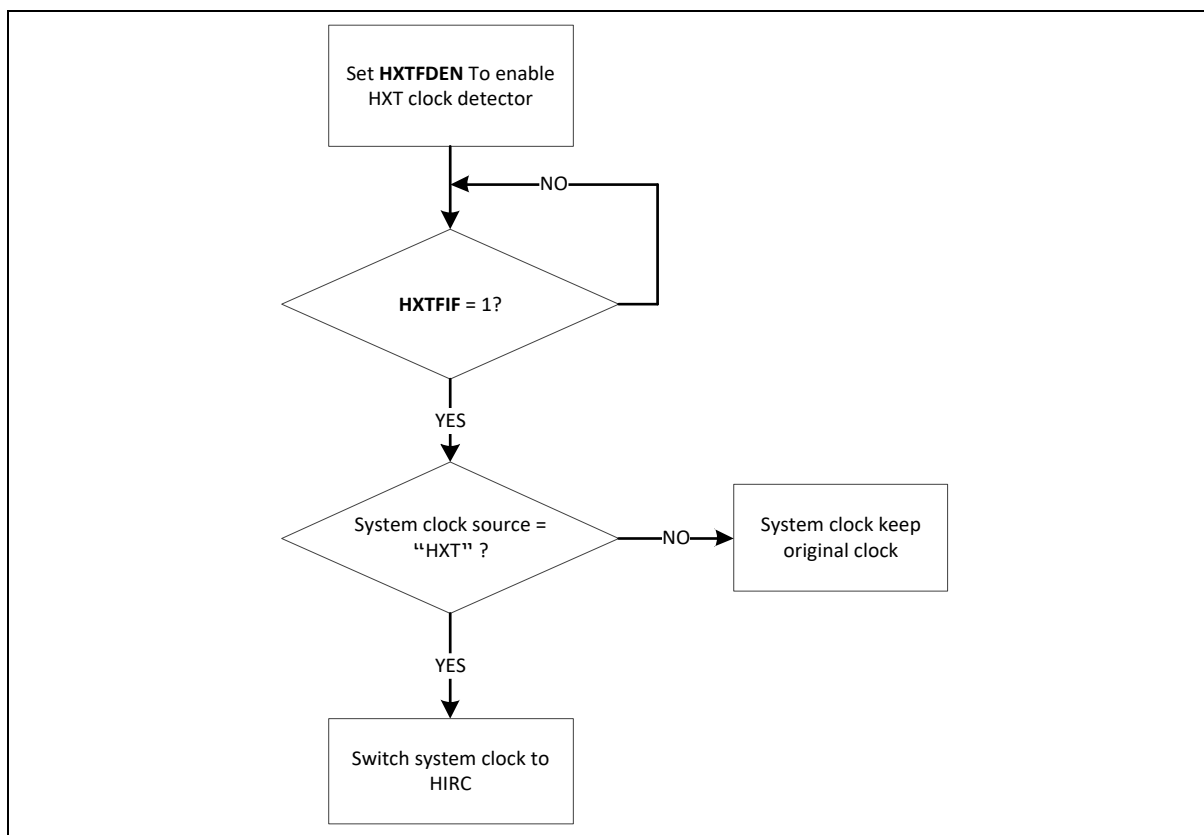 Set HXTFDEN To enable
HXT clock detector
NO
HXTFIF = 1?
YES
System clock source =
“HXT” ?
NO
System clock keep
original clock
YES
Switch system clock to
HIRC